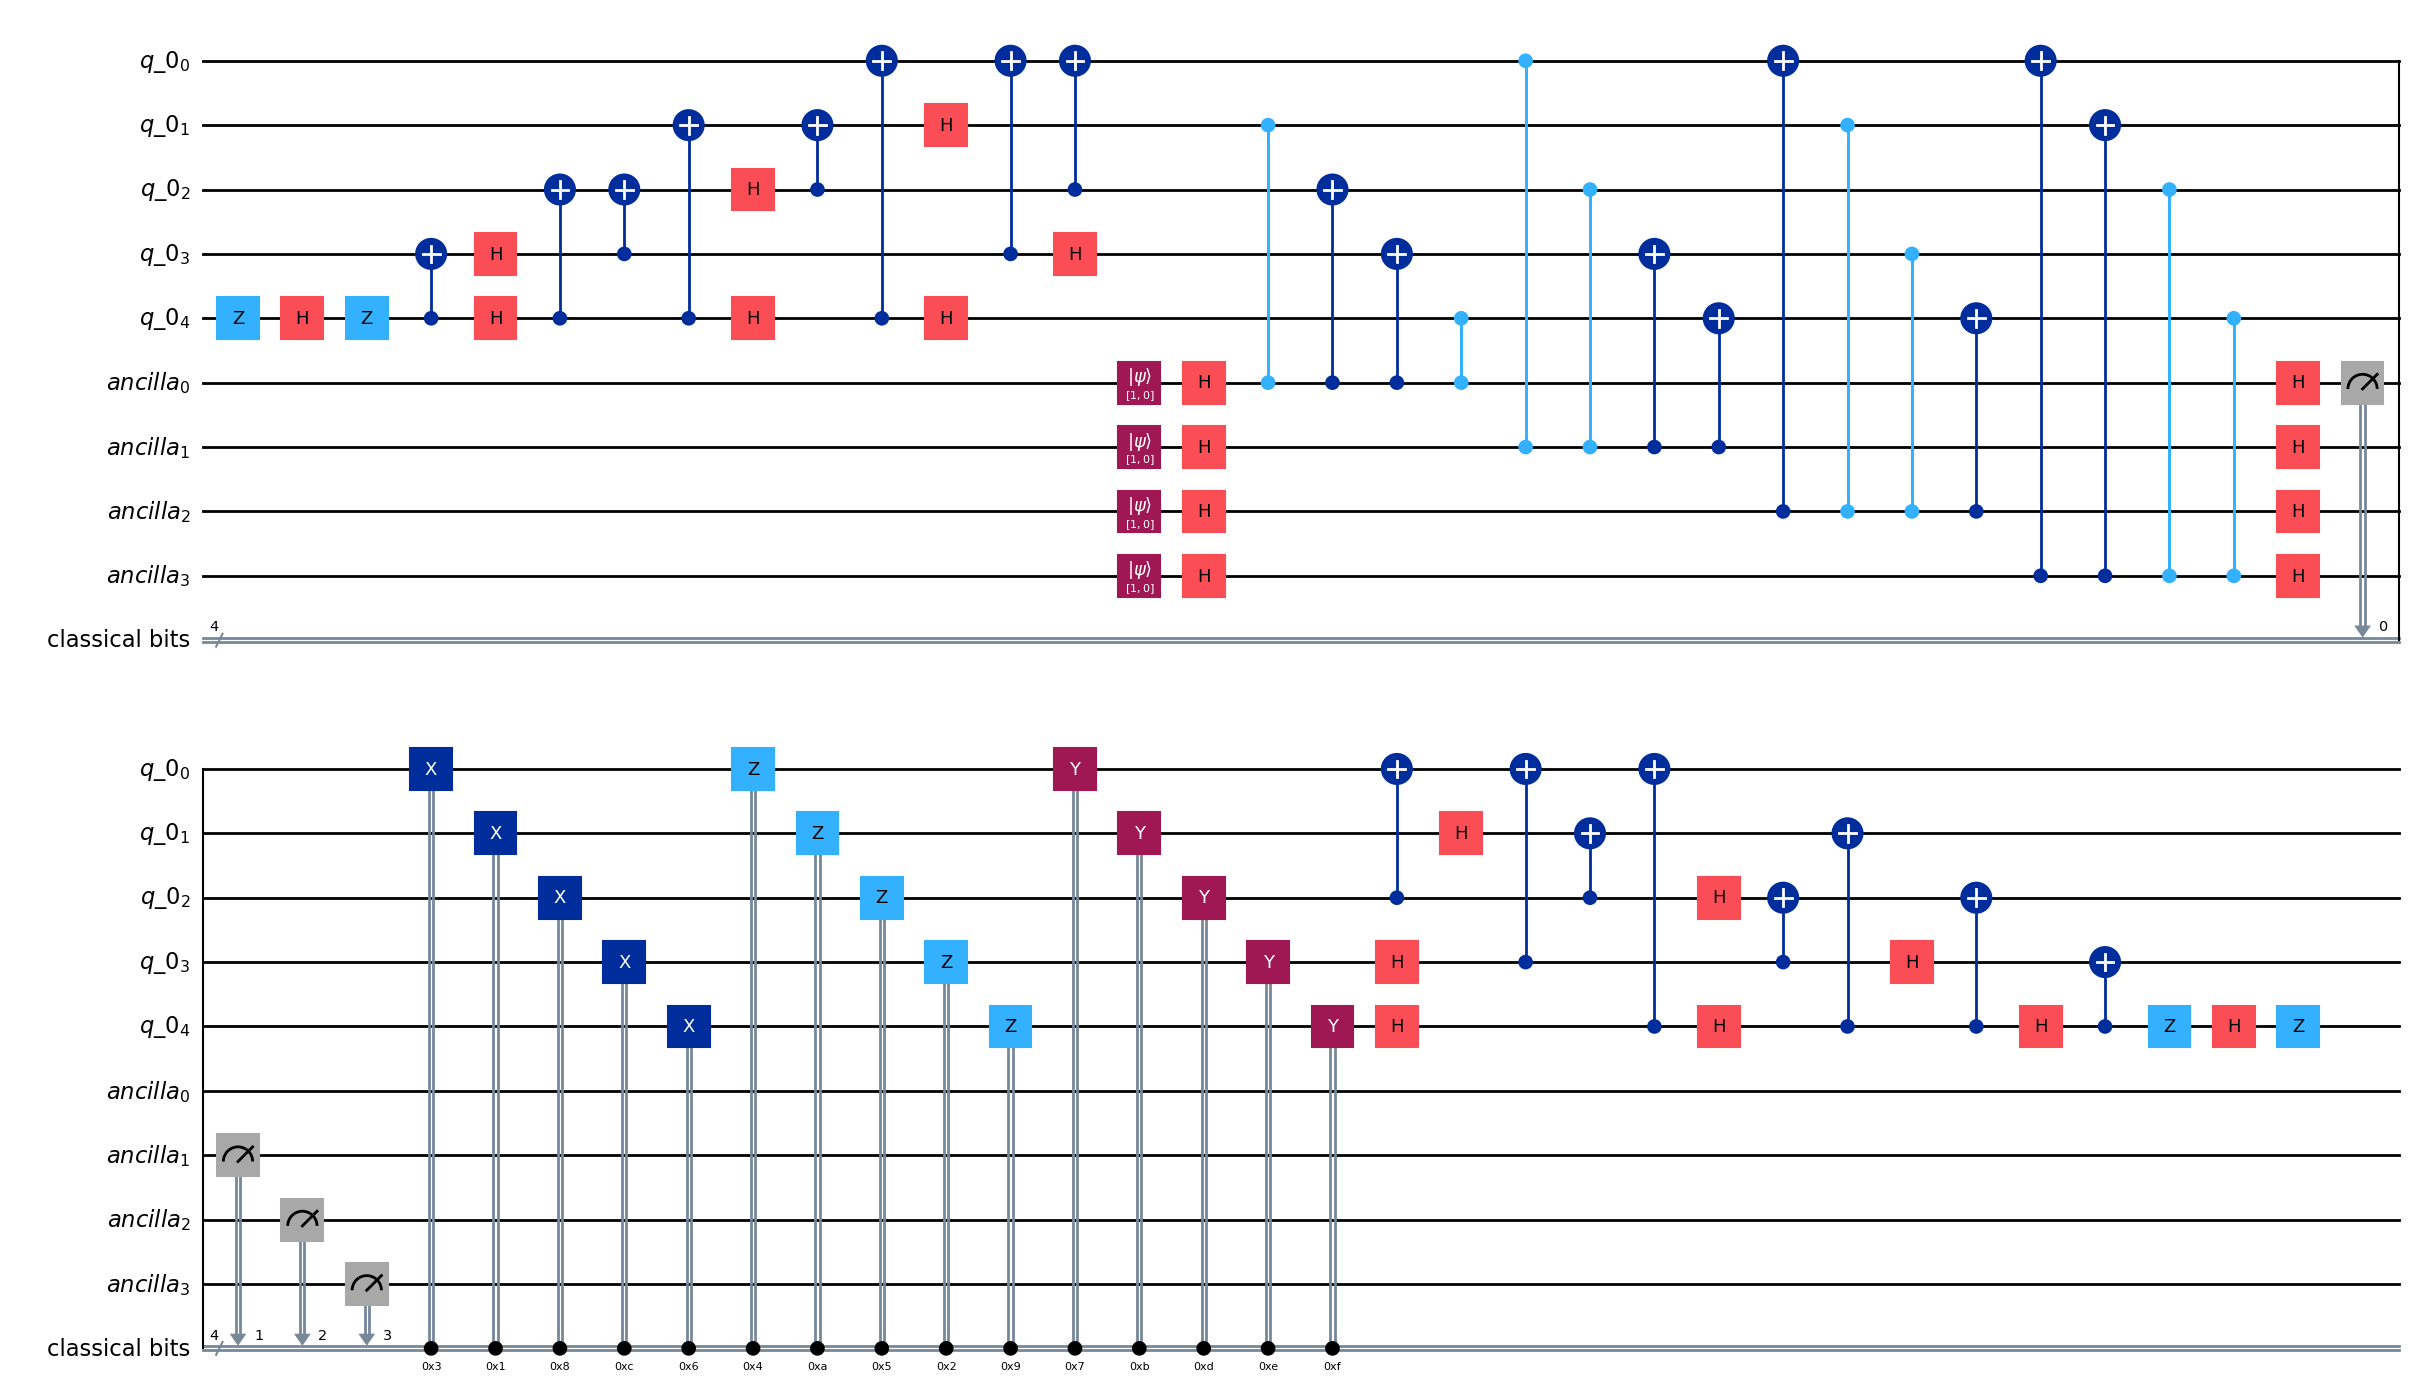 q_0₀
q_0₁ H
q_0₂ H
q_0₃ H H
q_0₄ Z H Z H H H
ancilla₀ |ψ⟩ [1, 0] H H
ancilla₁ |ψ⟩ [1, 0] H H
ancilla₂ |ψ⟩ [1, 0] H H
ancilla₃ |ψ⟩ [1, 0] H H
classical bits 4 0
q_0₀ X Z Y
q_0₁ X Z Y H
q_0₂ X Z Y H
q_0₃ X Z Y H H
q_0₄ X Z Y H H H Z H Z
ancilla₀
ancilla₁
ancilla₂
ancilla₃
classical bits 4 1 2 3
0x3 0x1 0x8 0xc 0x6 0x4 0xa 0x5 0x2 0x9 0x7 0xb 0xd 0xe 0xf